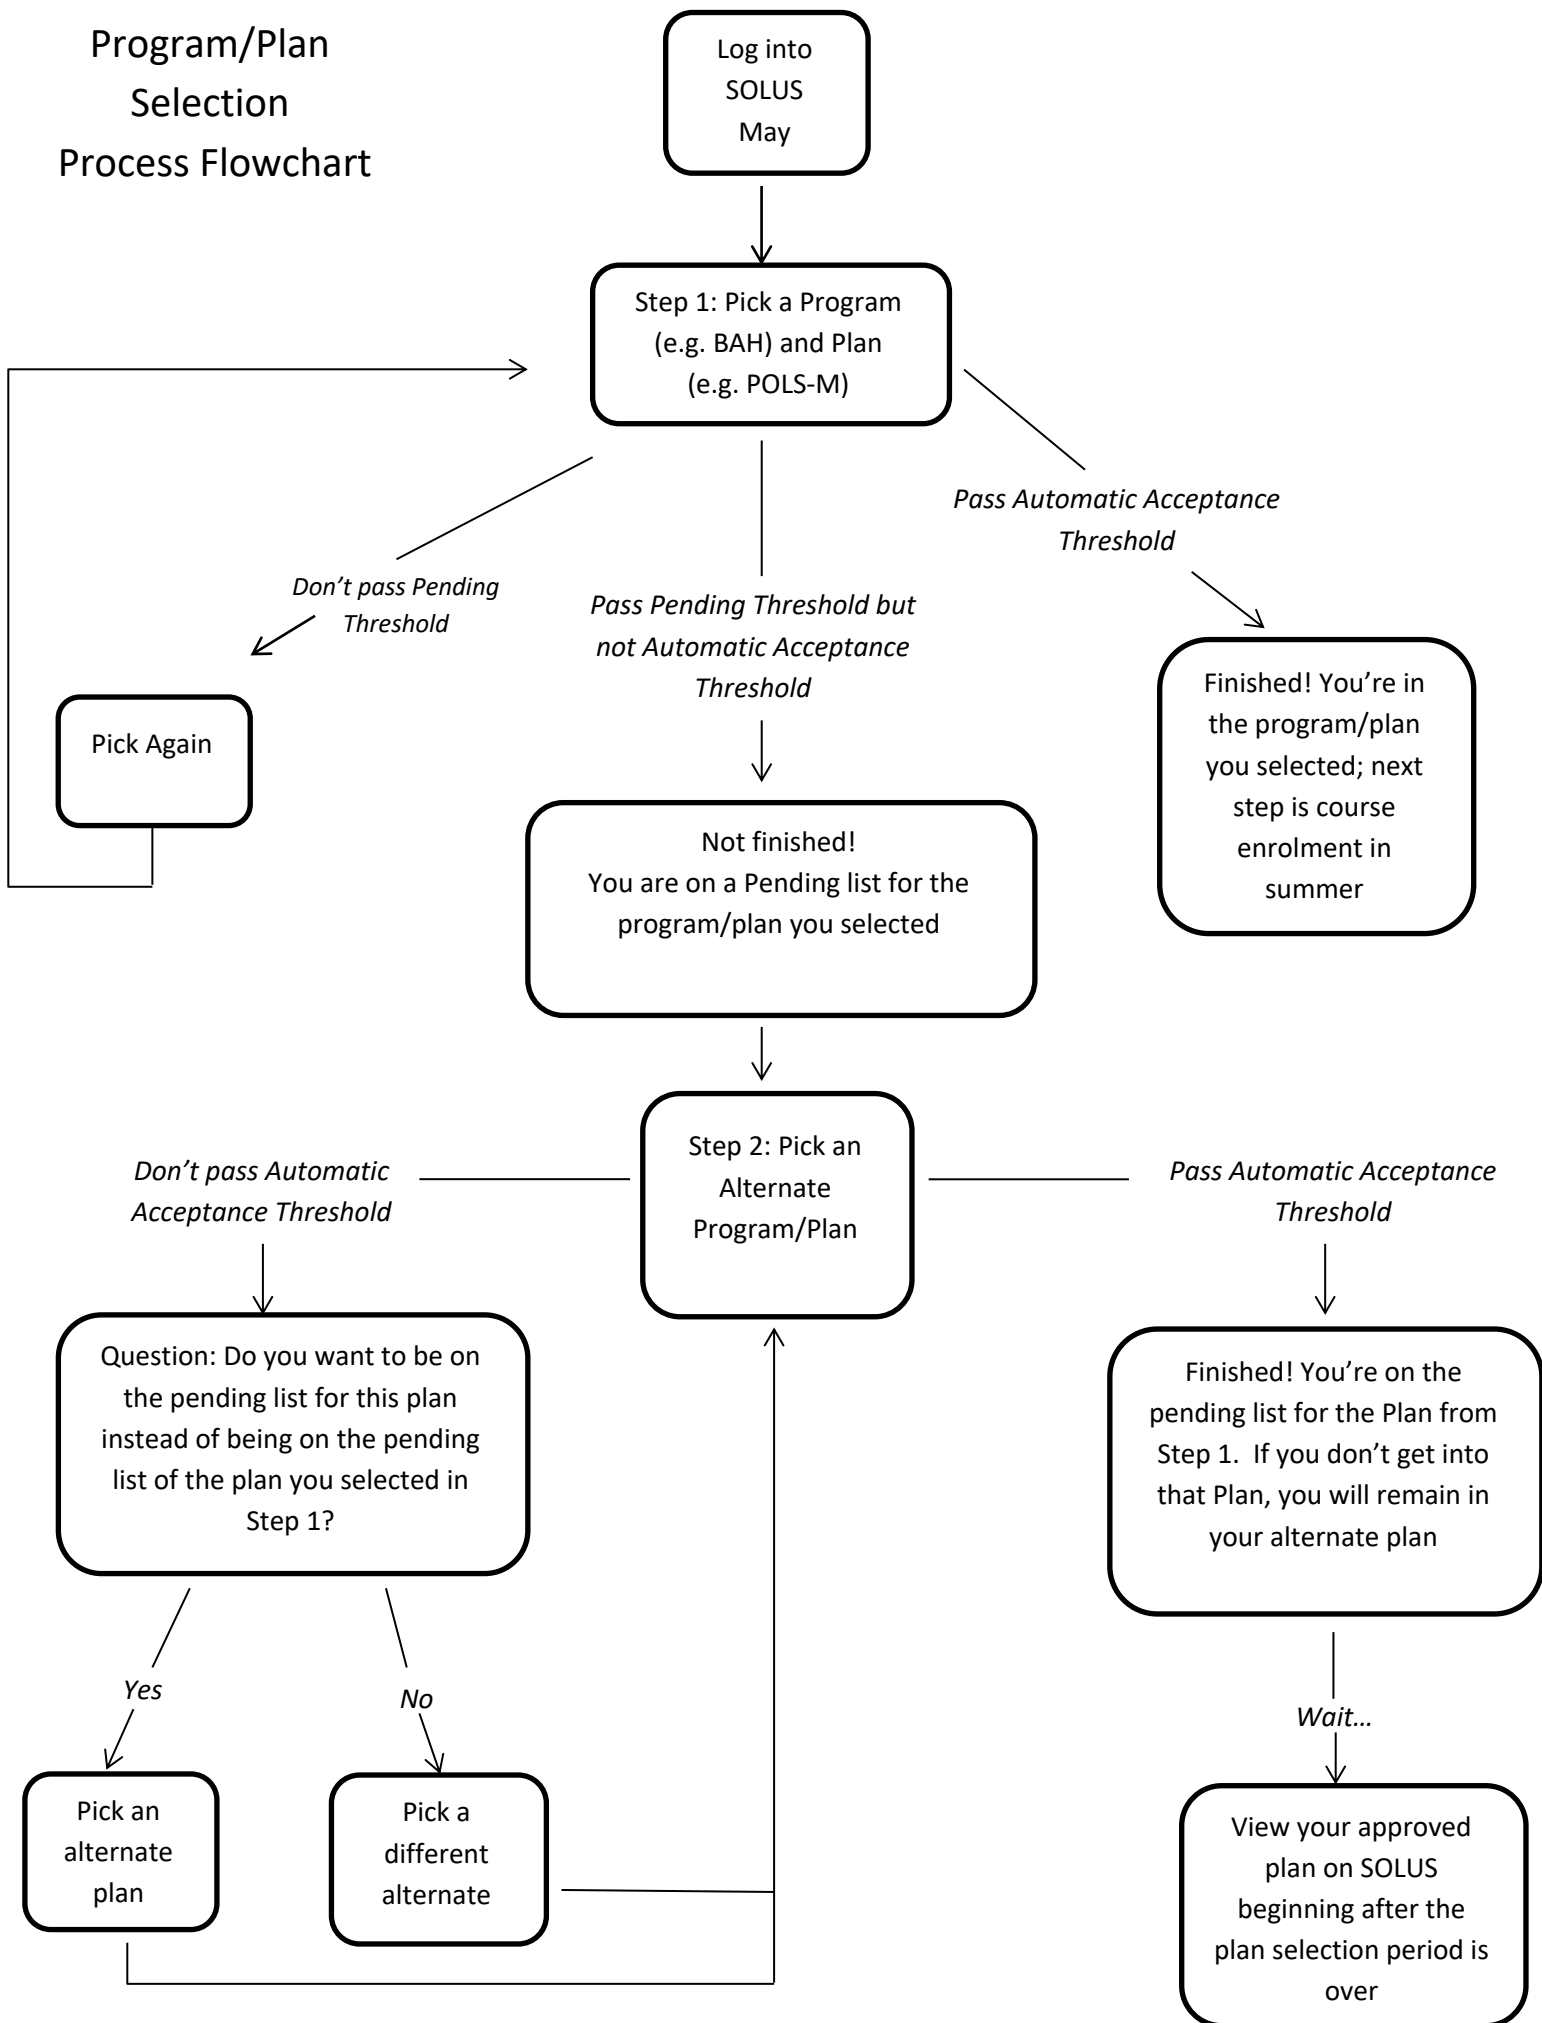 Program/Plan
Selection
Process Flowchart
Log into
SOLUS
May
Step 1: Pick a Program
(e.g. BAH) and Plan
(e.g. POLS-M)
Pass Automatic Acceptance
Threshold
Don’t pass Pending
Threshold
Pass Pending Threshold but
not Automatic Acceptance
Threshold
Pick Again
Finished! You’re in
the program/plan
you selected; next
step is course
enrolment in
summer
Not finished!
You are on a Pending list for the
program/plan you selected
Step 2: Pick an
Alternate
Program/Plan
Don’t pass Automatic
Acceptance Threshold
Pass Automatic Acceptance
Threshold
Question: Do you want to be on
the pending list for this plan
instead of being on the pending
list of the plan you selected in
Step 1?
Finished! You’re on the
pending list for the Plan from
Step 1.  If you don’t get into
that Plan, you will remain in
your alternate plan
Yes
No
Wait…
Pick an
alternate
plan
Pick a
different
alternate
View your approved
plan on SOLUS
beginning after the
plan selection period is
over